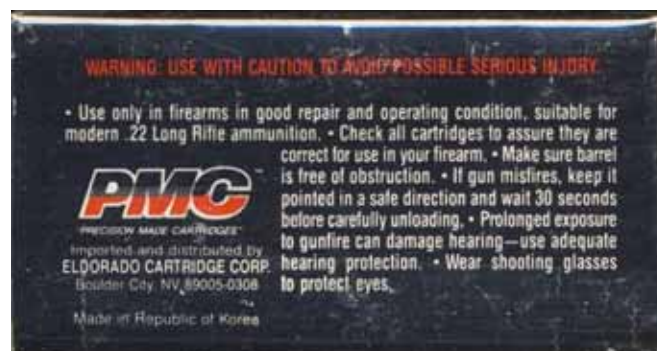 WARNING: USE WITH CAUTION TO AVOID POSSIBLE SERIOUS INJURY.
• Use only in firearms in good repair and operating condition, suitable for
modern .22 Long Rifle ammunition. • Check all cartridges to assure they are
correct for use in your firearm. • Make sure barrel
is free of obstruction. • If gun misfires, keep it
pointed in a safe direction and wait 30 seconds
before carefully unloading. • Prolonged exposure
to gunfire can damage hearing—use adequate
hearing protection. • Wear shooting glasses
to protect eyes.
PMC™
PRECISION MADE CARTRIDGES
Imported and distributed by
ELDORADO CARTRIDGE CORP.
Boulder City, NV 89005-0308
Made in Republic of Korea